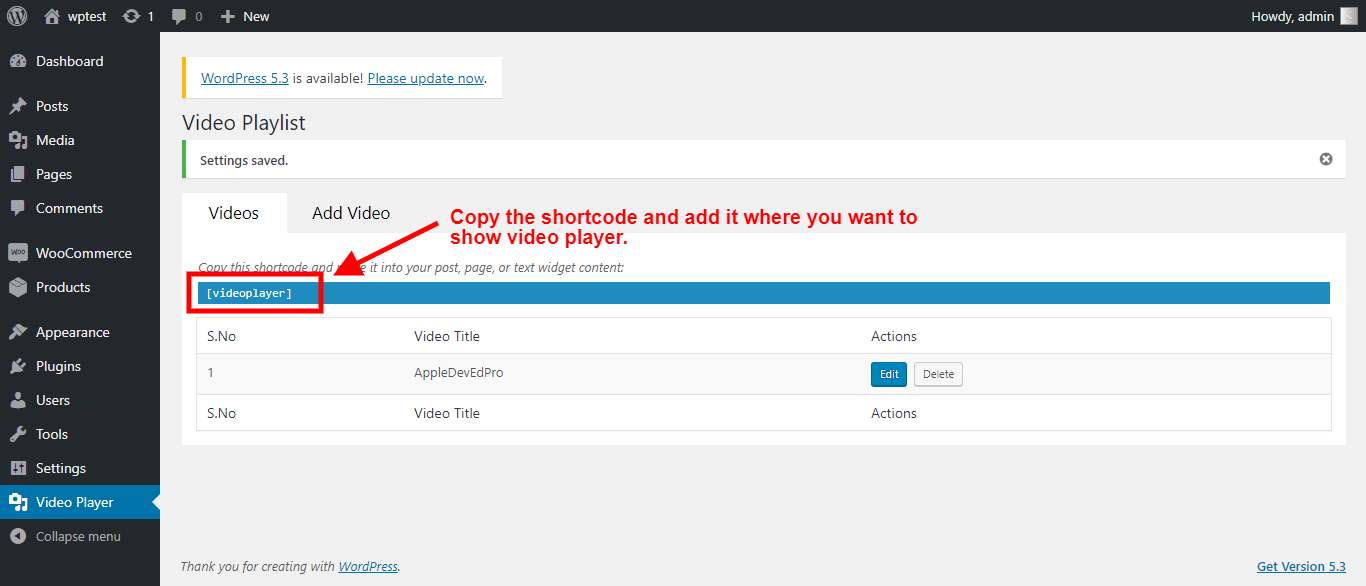 wptest 1 0 New Howdy, admin
Dashboard
Posts
Media
Pages
Comments
WOO WooCommerce
Products
Appearance
Plugins
Users
Tools
Settings
Video Player
Collapse menu
WordPress 5.3 is available! Please update now.
Video Playlist
Settings saved.
Videos Add Video
Copy the shortcode and add it where you want to
show video player.
Copy this shortcode and it into your post, page, or text widget content:
[videoplayer]
S.No Video Title Actions
1 AppleDevEdPro Edit Delete
S.No Video Title Actions
Thank you for creating with WordPress. Get Version 5.3